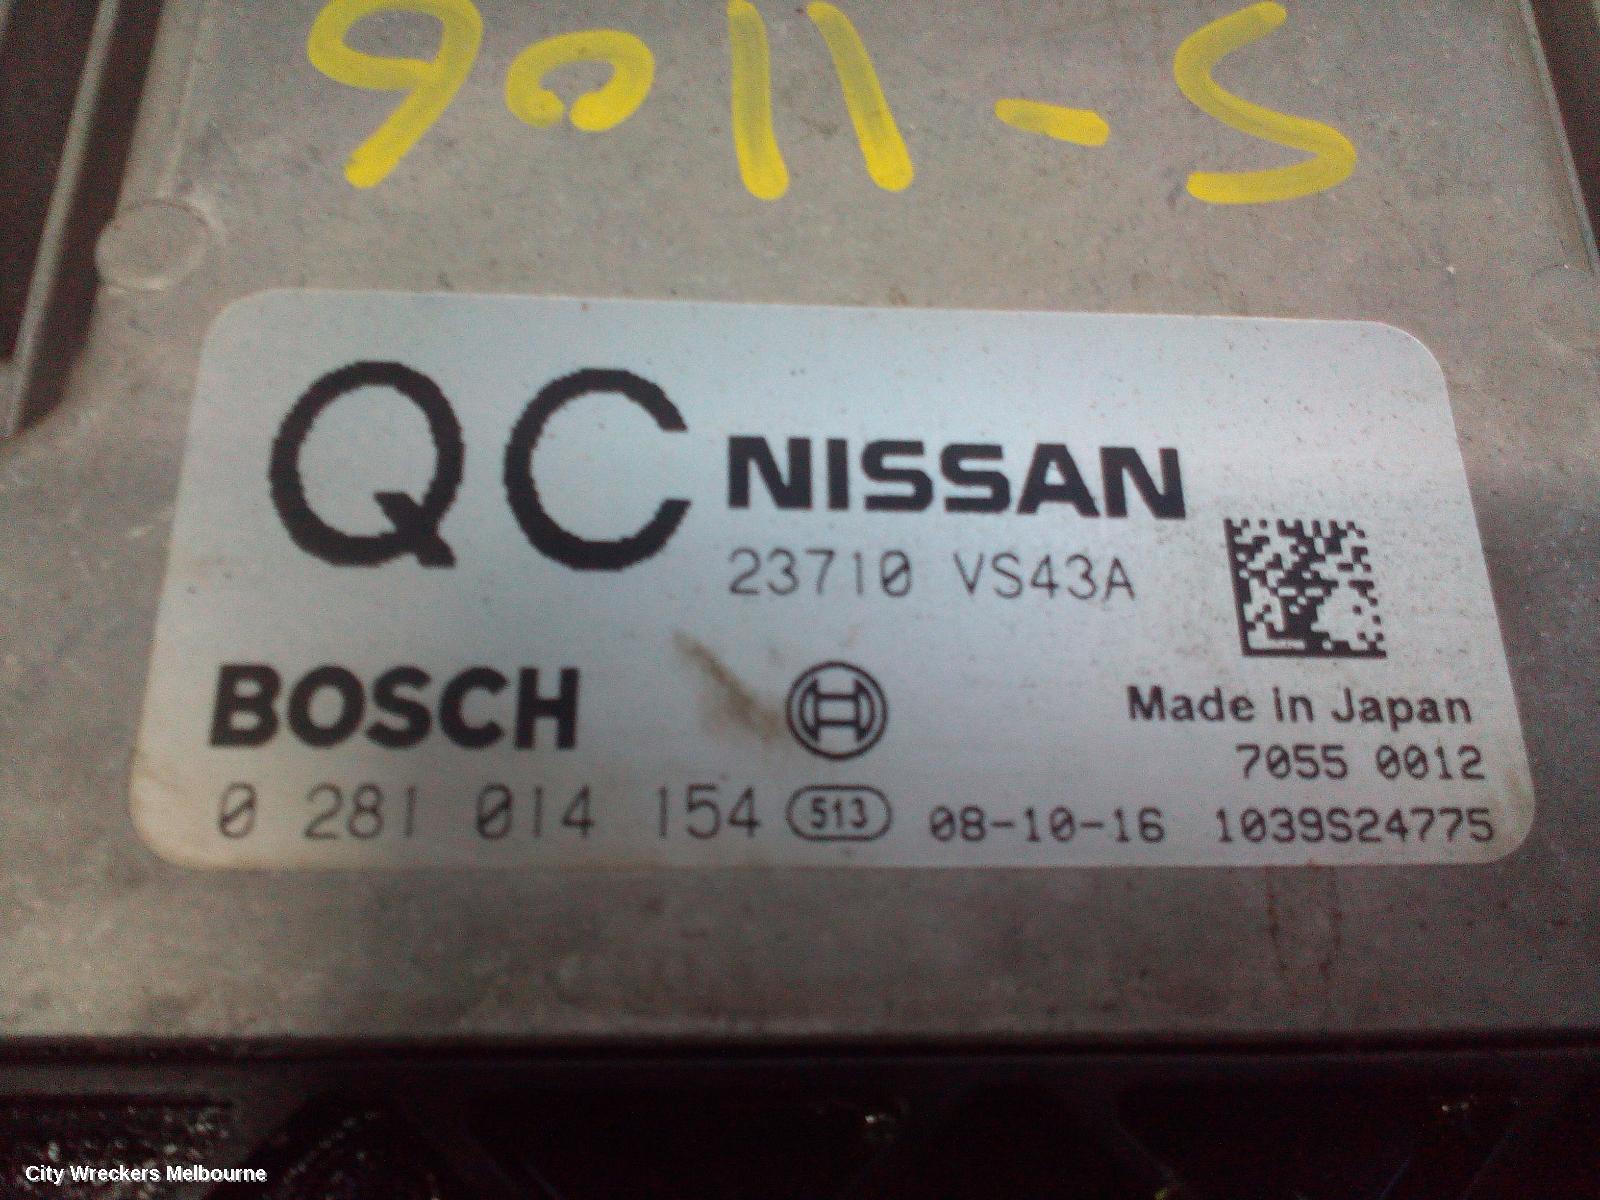 9011-S
QC NISSAN
23710 VS43A
BOSCH
Made in Japan
7055 0012
0 281 014 154 513 08-10-16 1039S24775
City Wreckers Melbourne